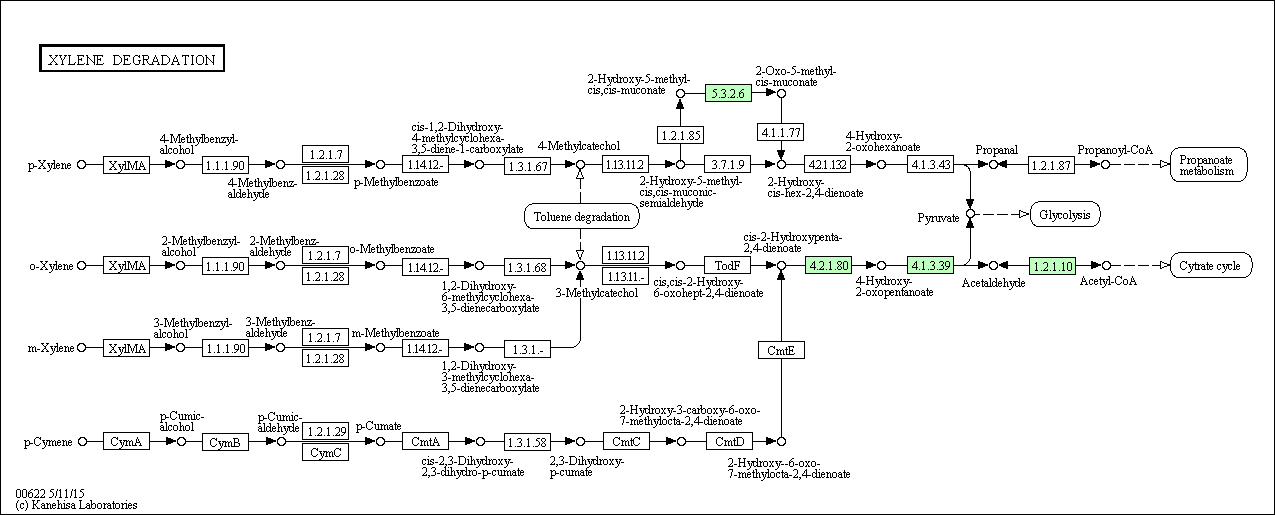 XYLENE DEGRADATION
2-Hydroxy-5-methyl-
cis,cis-muconate
5.3.2.6
2-Oxo-5-methyl-
cis-muconate
1.2.1.85
4.1.1.77
p-Xylene
XylMA
4-Methylbenzyl-
alcohol
1.1.1.90
4-Methylbenz-
aldehyde
1.2.1.7
1.2.1.28
p-Methylbenzoate
1.14.12.-
cis-1,2-Dihydroxy-
4-methylcyclohexa-
3,5-diene-1-carboxylate
1.3.1.67
4-Methylcatechol
1.13.11.2
2-Hydroxy-5-methyl-
cis,cis-muconic-
semialdehyde
3.7.1.9
2-Hydroxy-
cis-hex-2,4-dienoate
4.2.1.132
4-Hydroxy-
2-oxohexanoate
4.1.3.43
Propanal
1.2.1.87
Propanoyl-CoA
Propanoate
metabolism
Toluene degradation
Pyruvate
Glycolysis
o-Xylene
XylMA
2-Methylbenzyl-
alcohol
1.1.1.90
2-Methylbenz-
aldehyde
1.2.1.7
1.2.1.28
o-Methylbenzoate
1.14.12.-
1,2-Dihydroxy-
6-methylcyclohexa-
3,5-dienecarboxylate
1.3.1.68
3-Methylcatechol
1.13.11.2
1.13.11.-
cis,cis-2-Hydroxy-
6-oxohept-2,4-dienoate
TodF
cis-2-Hydroxypenta-
2,4-dienoate
4.2.1.80
4-Hydroxy-
2-oxopentanoate
4.1.3.39
Acetaldehyde
1.2.1.10
Acetyl-CoA
Cytrate cycle
m-Xylene
XylMA
3-Methylbenzyl-
alcohol
1.1.1.90
3-Methylbenz-
aldehyde
1.2.1.7
1.2.1.28
m-Methylbenzoate
1.14.12.-
1,2-Dihydroxy-
3-methylcyclohexa-
3,5-dienecarboxylate
1.3.1.-
CmtE
p-Cymene
CymA
p-Cumic-
alcohol
CymB
p-Cumic-
aldehyde
1.2.1.29
CymC
p-Cumate
CmtA
cis-2,3-Dihydroxy-
2,3-dihydro-p-cumate
1.3.1.58
2,3-Dihydroxy-
p-cumate
CmtC
2-Hydroxy-3-carboxy-6-oxo-
7-methylocta-2,4-dienoate
CmtD
2-Hydroxy--6-oxo-
7-methylocta-2,4-dienoate
00622 5/11/15
(c) Kanehisa Laboratories